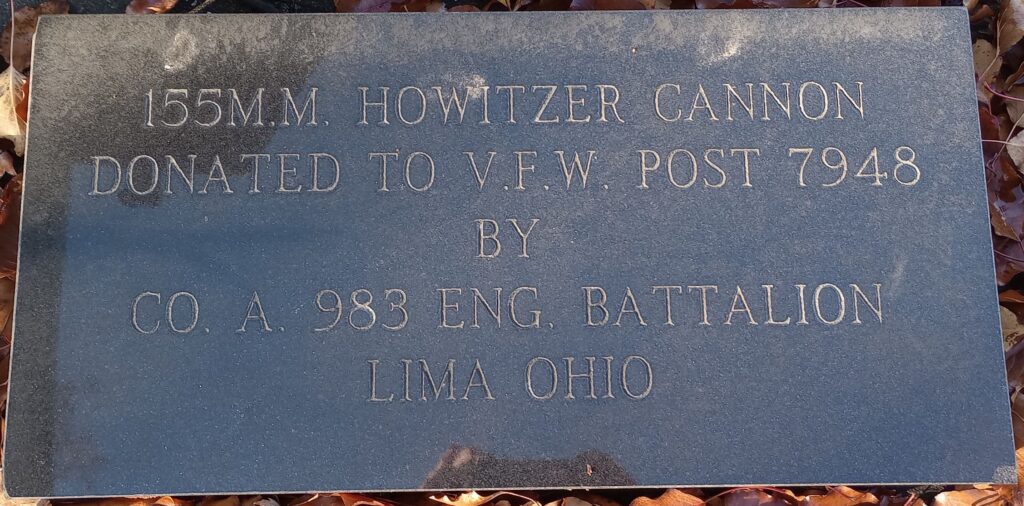 155M.M. HOWITZER CANNON
DONATED TO V.F.W. POST 7948
BY
CO. A. 983 ENG. BATTALION
LIMA OHIO